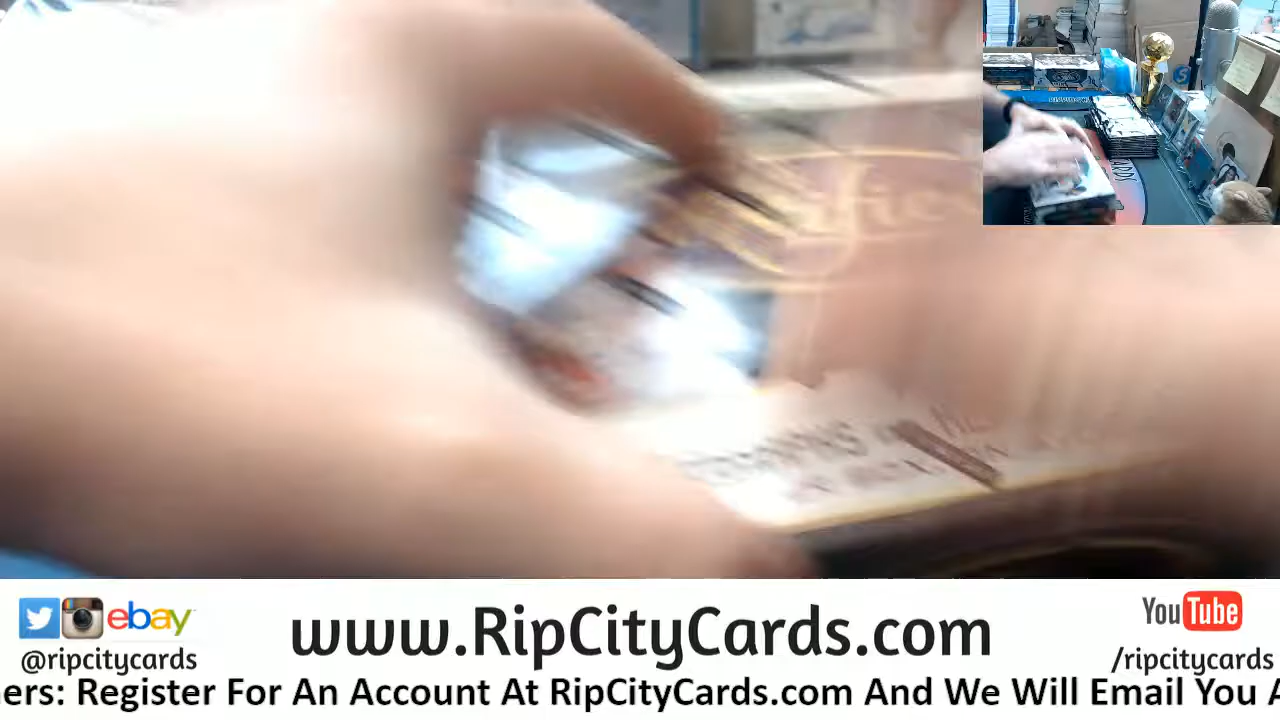 ebay
@ripcitycards
www.RipCityCards.com
YouTube
/ripcitycards
ers: Register For An Account At RipCityCards.com And We Will Email You A